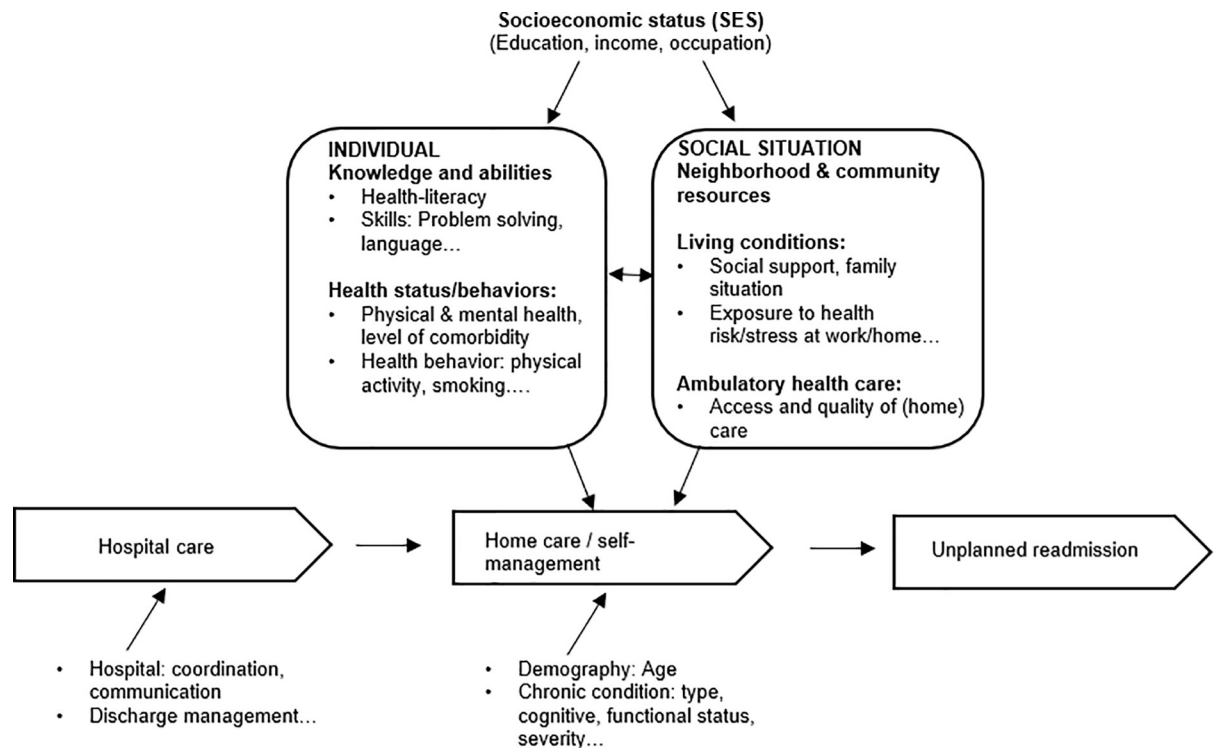 Socioeconomic status (SES)
(Education, income, occupation)
INDIVIDUAL
Knowledge and abilities
• Health-literacy
• Skills: Problem solving,
language…
Health status/behaviors:
• Physical & mental health,
level of comorbidity
• Health behavior: physical
activity, smoking….
SOCIAL SITUATION
Neighborhood & community
resources
Living conditions:
• Social support, family
situation
• Exposure to health
risk/stress at work/home…
Ambulatory health care:
• Access and quality of (home)
care
Hospital care
Home care / self-
management
Unplanned readmission
• Hospital: coordination,
communication
• Discharge management…
• Demography: Age
• Chronic condition: type,
cognitive, functional status,
severity…